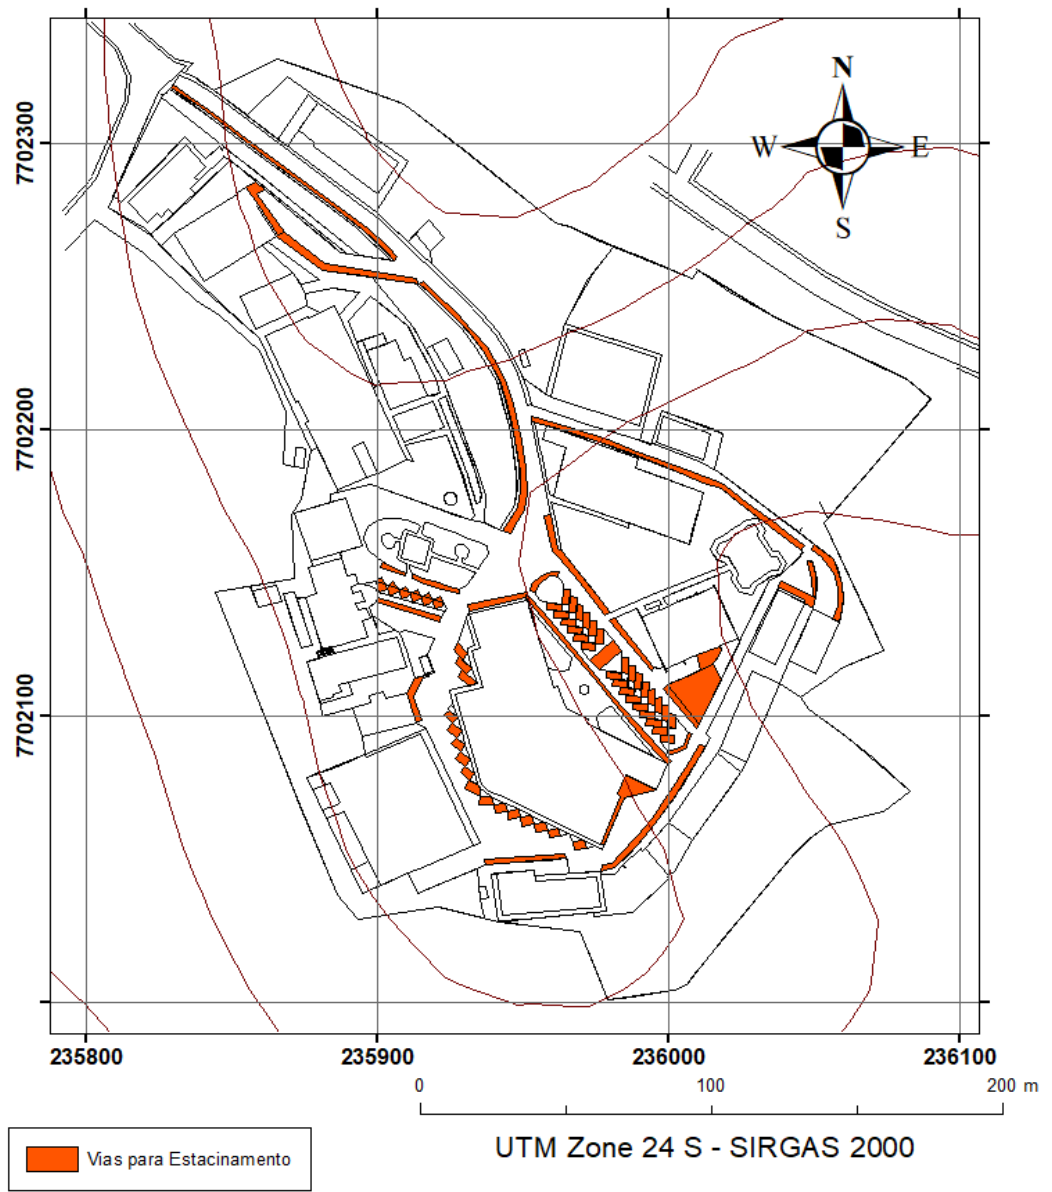 N
W E
S
7702300
7702200
7702100
235800 235900 236000 236100
0 100 200 m
UTM Zone 24 S - SIRGAS 2000
Vias para Estacinamento